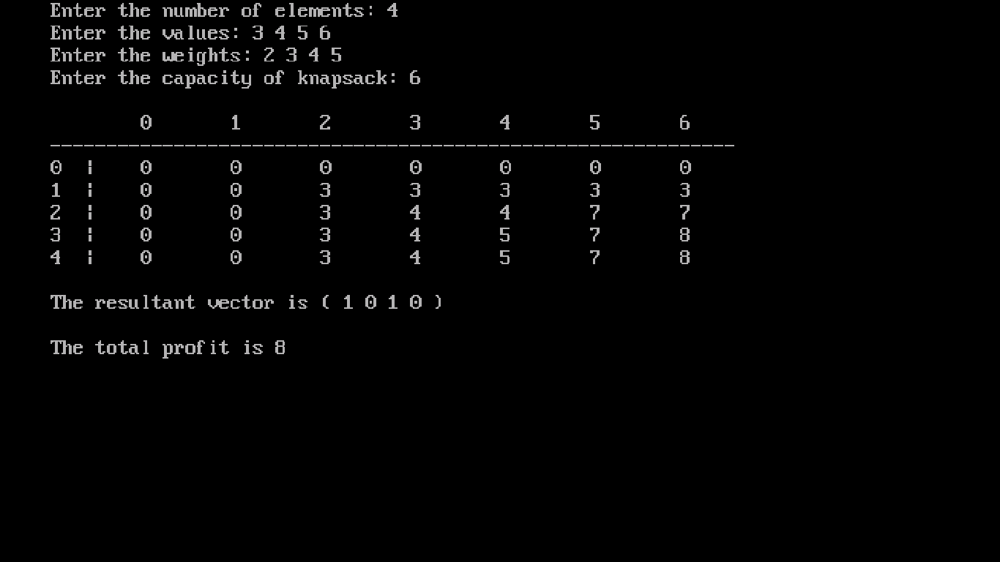 Enter the number of elements: 4
Enter the values: 3 4 5 6
Enter the weights: 2 3 4 5
Enter the capacity of knapsack: 6
0 1 2 3 4 5 6
-------------------------------------------------------------
0 | 0 0 0 0 0 0 0
1 | 0 0 3 3 3 3 3
2 | 0 0 3 4 4 7 7
3 | 0 0 3 4 5 7 8
4 | 0 0 3 4 5 7 8
The resultant vector is ( 1 0 1 0 )
The total profit is 8